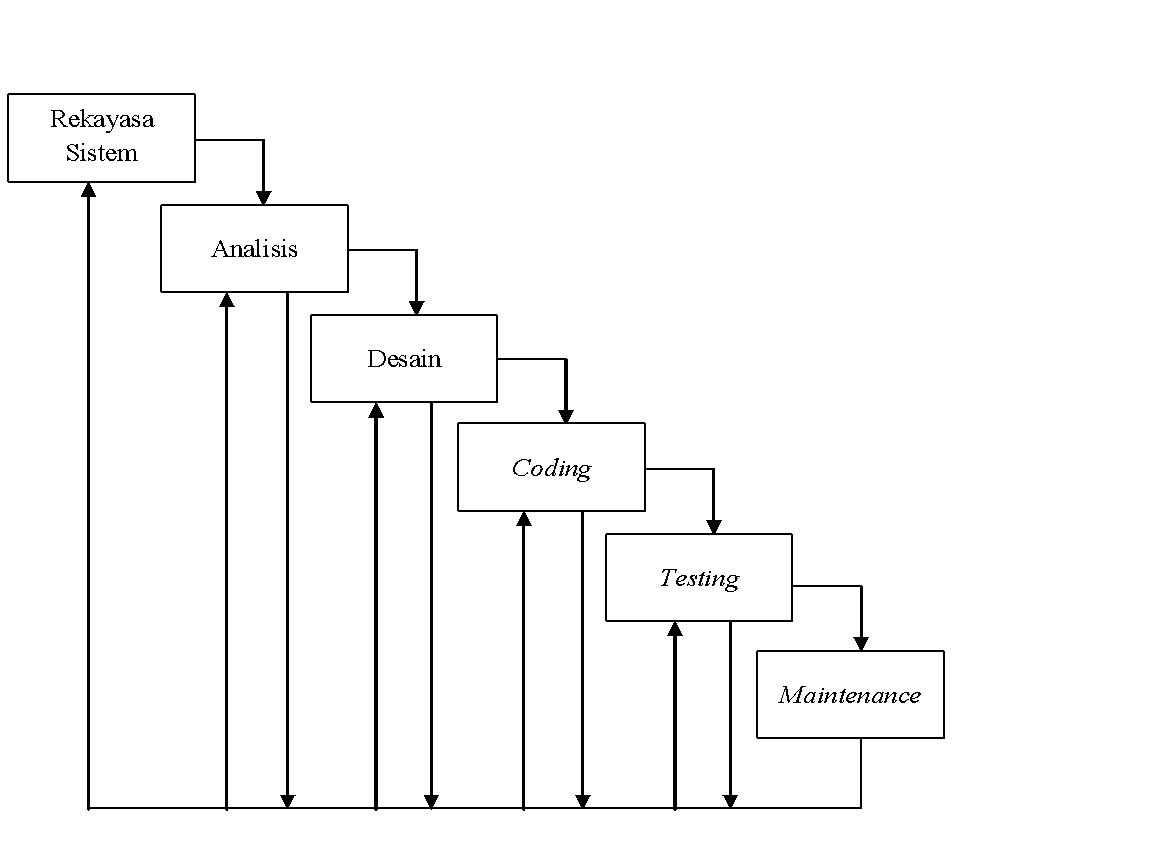 Rekayasa
Sistem
Analisis
Desain
Coding
Testing
Maintenance